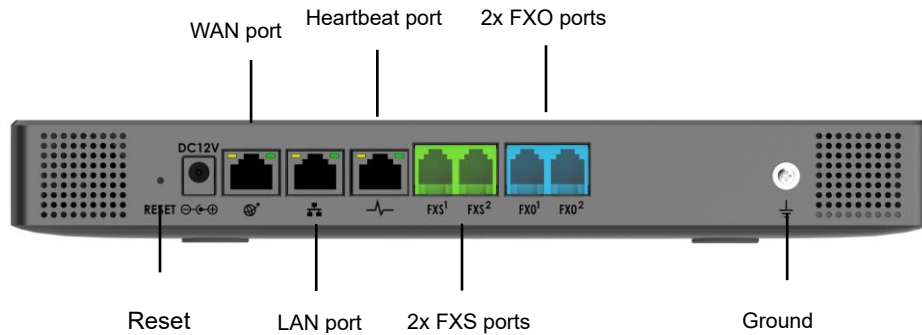 Heartbeat port
2x FXO ports
WAN port
DC12V
RESET
FXS¹
FXS²
FXO¹
FXO²
Reset
LAN port
2x FXS ports
Ground